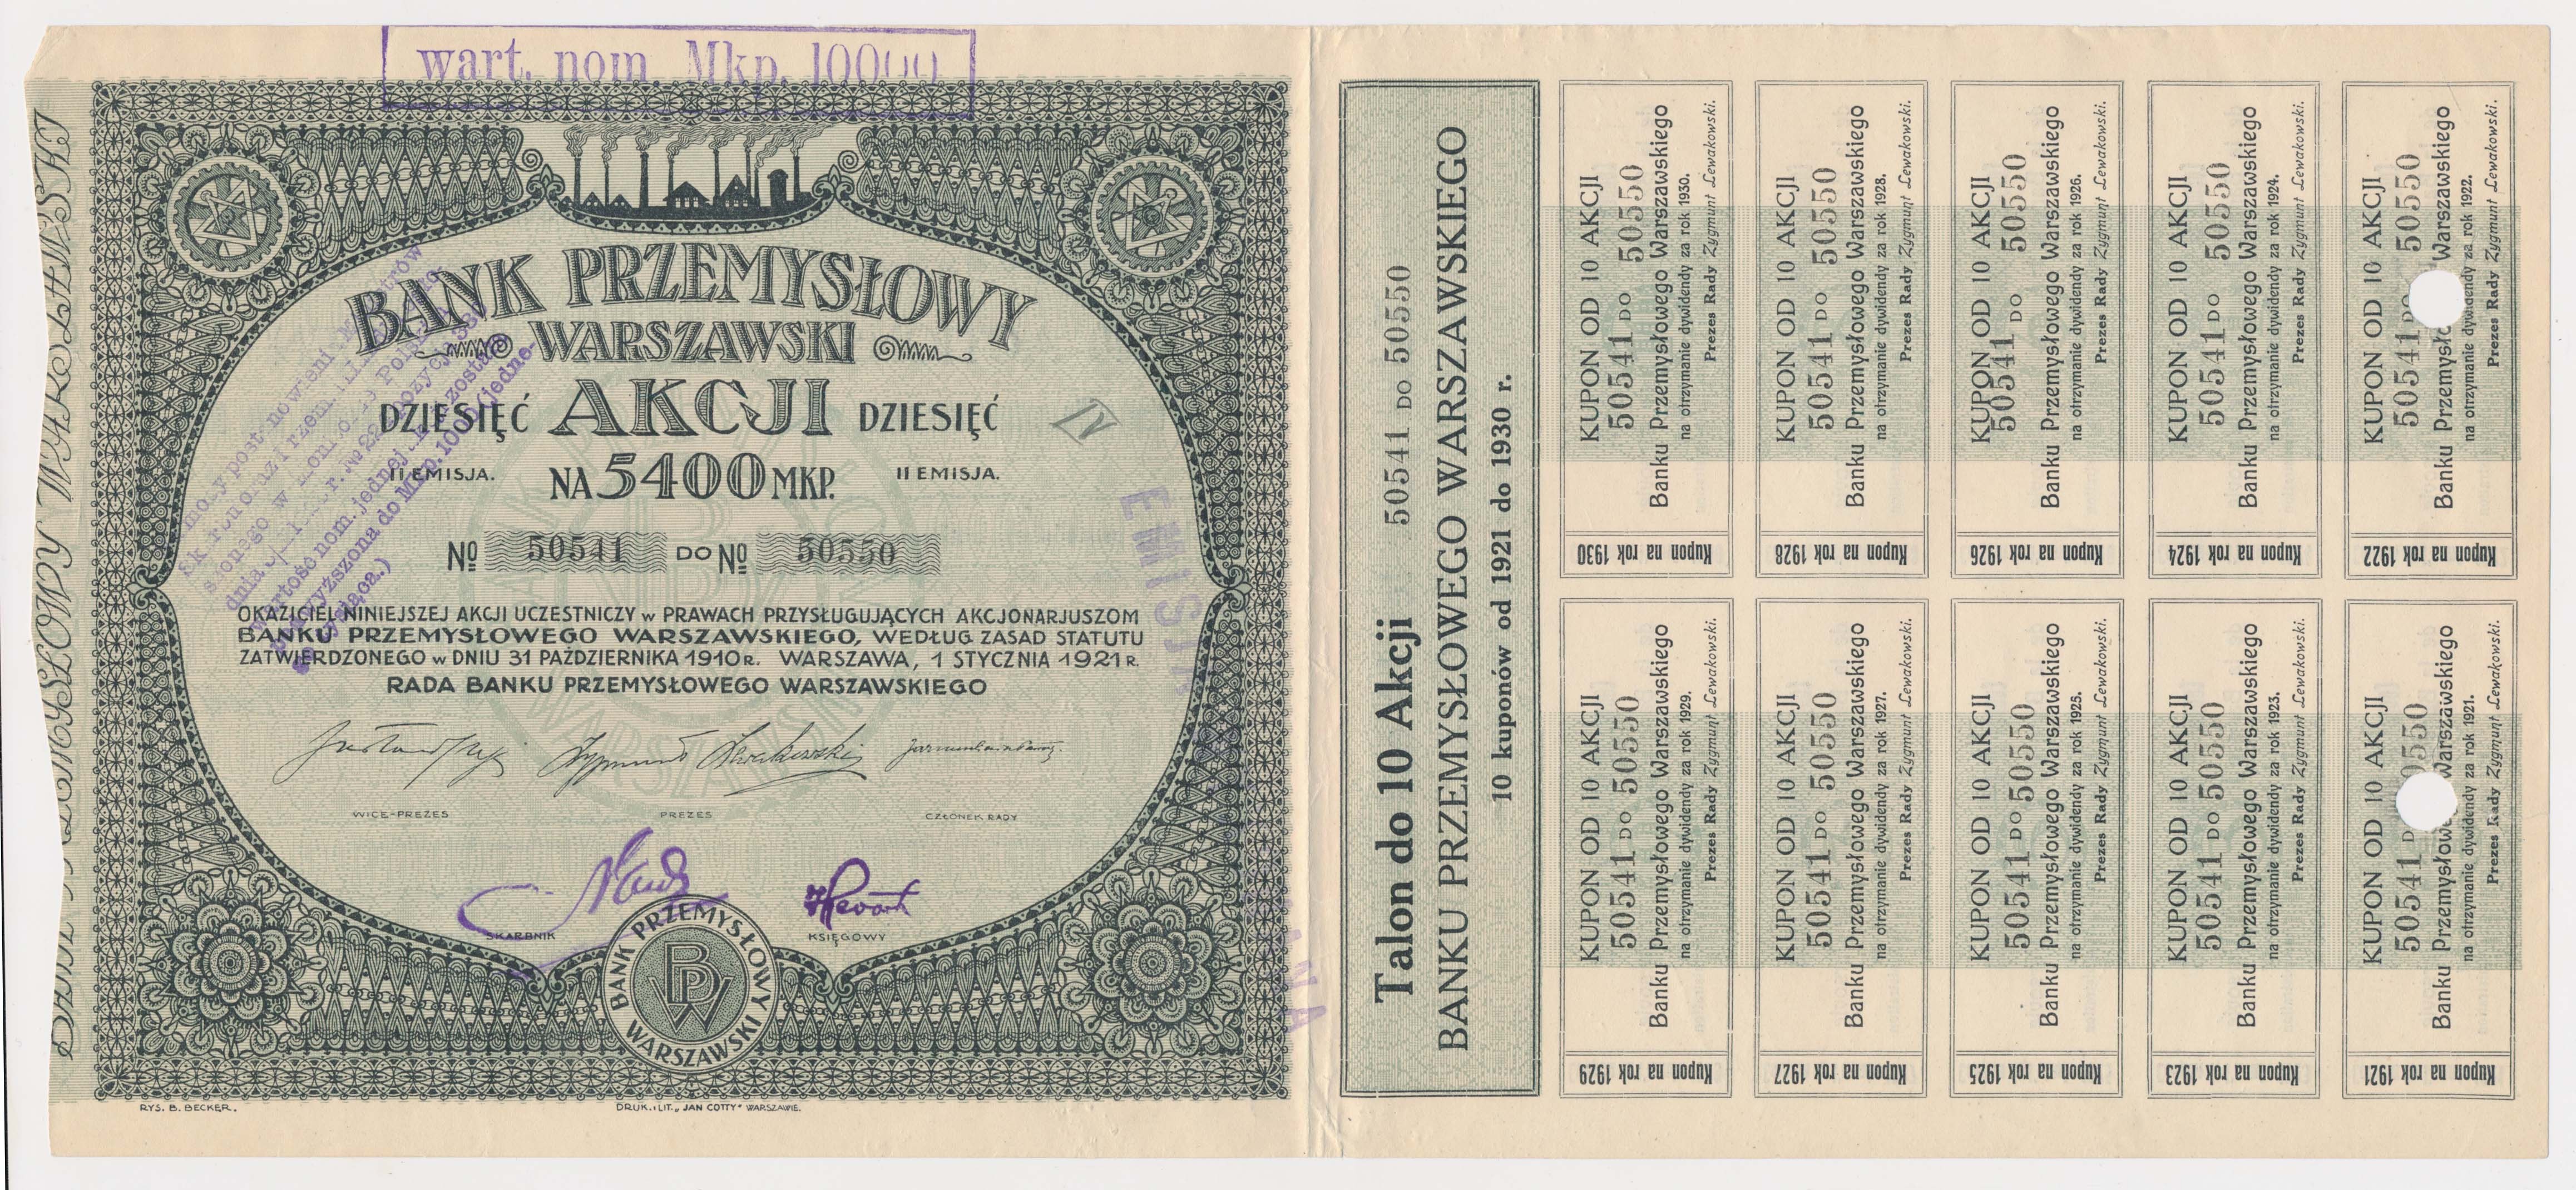 wart. nom. Mkp. 10000
BANK PRZEMYSŁOWY WARSZAWSKI
BANK PRZEMYSŁOWY
WARSZAWSKI
DZIESIĘĆ AKCJI DZIESIĘĆ
II EMISJA. NA 5400 MKP. II EMISJA.
IV
EMISJA
№ 50541 DO № 50550
OKAZICIEL NINIEJSZEJ AKCJI UCZESTNICZY w PRAWACH PRZYSŁUGUJĄCYCH AKCJONARJUSZOM
BANKU PRZEMYSŁOWEGO WARSZAWSKIEGO, WEDŁUG ZASAD STATUTU
ZATWIERDZONEGO w DNIU 31 PAŹDZIERNIKA 1910 R. WARSZAWA, 1 STYCZNIA 1921 R.
RADA BANKU PRZEMYSŁOWEGO WARSZAWSKIEGO
Zygmunt Lewakowski
WICE-PREZES PREZES CZŁONEK RADY
SKARBNIK KSIĘGOWY
BANK PRZEMYSŁOWY WARSZAWSKI
BPW
RYS. B. BECKER. DRUK. i LIT. „JAN COTTY" WARSZAWIE.
Talon do 10 Akcji 50541 DO 50550
BANKU PRZEMYSŁOWEGO WARSZAWSKIEGO
10 kuponów od 1921 do 1930 r.
KUPON OD 10 AKCJI
50541 DO 50550
Banku Przemysłowego Warszawskiego
na otrzymanie dywidendy za rok 1930.
Prezes Rady Zygmunt Lewakowski.
Kupon na rok 1930
KUPON OD 10 AKCJI
50541 DO 50550
Banku Przemysłowego Warszawskiego
na otrzymanie dywidendy za rok 1928.
Prezes Rady Zygmunt Lewakowski.
Kupon na rok 1928
KUPON OD 10 AKCJI
50541 DO 50550
Banku Przemysłowego Warszawskiego
na otrzymanie dywidendy za rok 1926.
Prezes Rady Zygmunt Lewakowski.
Kupon na rok 1926
KUPON OD 10 AKCJI
50541 DO 50550
Banku Przemysłowego Warszawskiego
na otrzymanie dywidendy za rok 1924.
Prezes Rady Zygmunt Lewakowski.
Kupon na rok 1924
KUPON OD 10 AKCJI
50541 DO 50550
Banku Przemysło Warszawskiego
na otrzymanie dywidendy za rok 1922.
Prezes Rady Zygmunt Lewakowski.
Kupon na rok 1922
KUPON OD 10 AKCJI
50541 DO 50550
Banku Przemysłowego Warszawskiego
na otrzymanie dywidendy za rok 1929.
Prezes Rady Zygmunt Lewakowski.
Kupon na rok 1929
KUPON OD 10 AKCJI
50541 DO 50550
Banku Przemysłowego Warszawskiego
na otrzymanie dywidendy za rok 1927.
Prezes Rady Zygmunt Lewakowski.
Kupon na rok 1927
KUPON OD 10 AKCJI
50541 DO 50550
Banku Przemysłowego Warszawskiego
na otrzymanie dywidendy za rok 1925.
Prezes Rady Zygmunt Lewakowski.
Kupon na rok 1925
KUPON OD 10 AKCJI
50541 DO 50550
Banku Przemysłowego Warszawskiego
na otrzymanie dywidendy za rok 1923.
Prezes Rady Zygmunt Lewakowski.
Kupon na rok 1923
KUPON OD 10 AKCJI
50541 D 0550
Banku Przemysłowe Warszawskiego
na otrzymanie dywidendy za rok 1921.
Prezes Rady Zygmunt Lewakowski.
Kupon na rok 1921